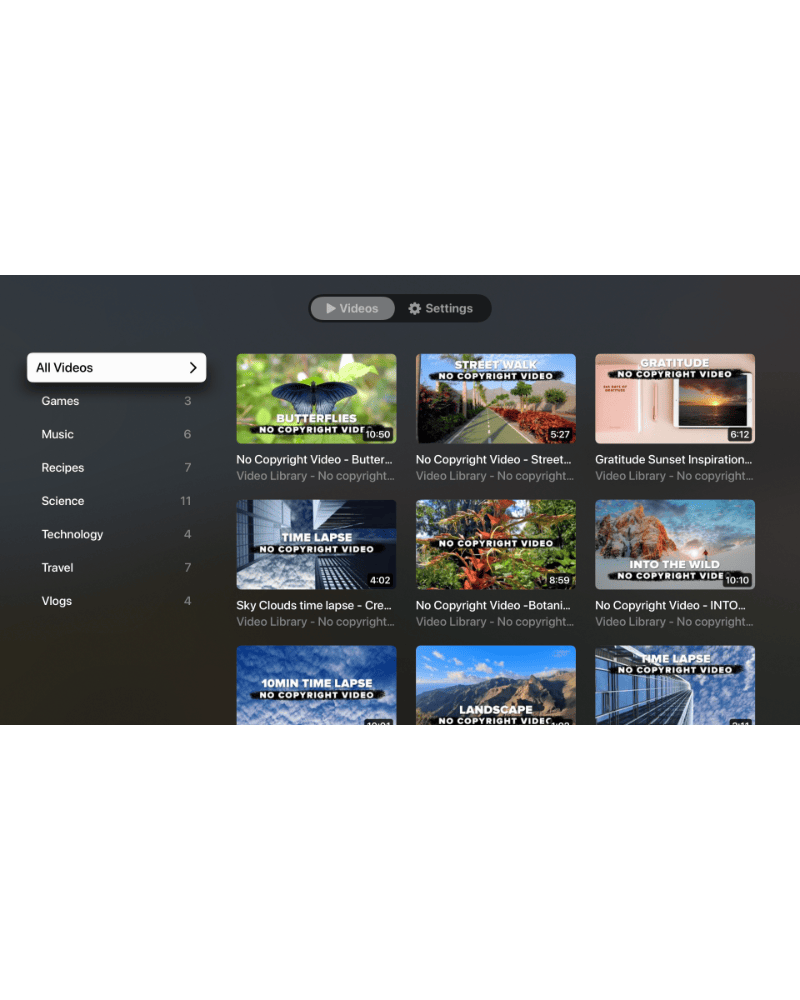 Videos
Settings
All Videos
Games 3
Music 6
Recipes 7
Science 11
Technology 4
Travel 7
Vlogs 4
BUTTERFLIES
NO COPYRIGHT VIDE
10:50
No Copyright Video - Butter...
Video Library - No copyright...
STREET WALK
NO COPYRIGHT VIDEO
5:27
No Copyright Video - Street...
Video Library - No copyright...
GRATITUDE
NO COPYRIGHT VIDEO
6:12
Gratitude Sunset Inspiration...
Video Library - No copyright...
TIME LAPSE
NO COPYRIGHT VIDEO
4:02
Sky Clouds time lapse - Cre...
Video Library - No copyright...
NO COPYRIGHT VIDEO
8:59
No Copyright Video -Botani...
Video Library - No copyright...
INTO THE WILD
NO COPYRIGHT VIDE
10:10
No Copyright Video - INTO...
Video Library - No copyright...
10MIN TIME LAPSE
NO COPYRIGHT VIDEO
LANDSCAPE
NO COPYRIGHT VIDEO
TIME LAPSE
NO COPYRIGHT VIDEO